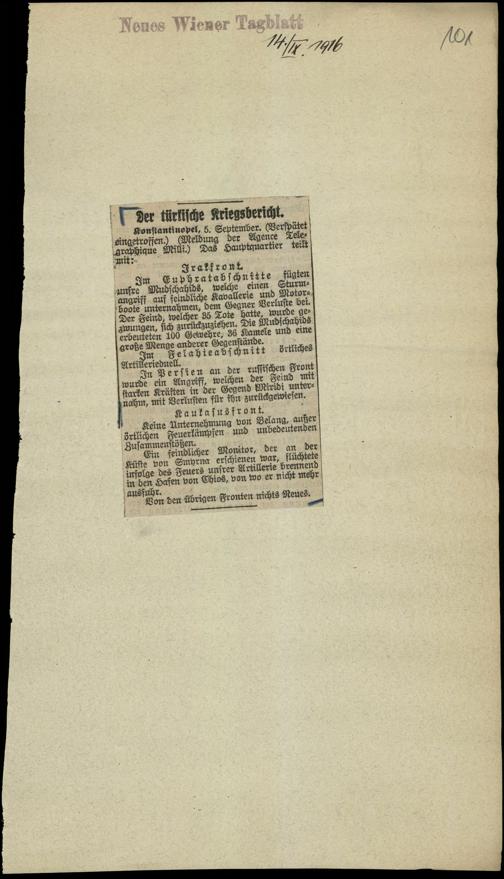 Neues Wiener Tagblatt
14./IX. 1916
101
Der türkische Kriegsbericht.
Konstantinopel, 5. September. (Verspätet
eingetroffen.) (Meldung der Agence Tele-
graphique Milli.) Das Hauptquartier teilt
mit:
Irakfront.
Im Euphratabschnitte fügten
unsre Mudschahids, welche einen Sturm-
angriff auf feindliche Kavallerie und Motor-
boote unternahmen, dem Gegner Verluste bei.
Der Feind, welcher 35 Tote hatte, wurde ge-
zwungen, sich zurückzuziehen. Die Mudschahids
erbeuteten 100 Gewehre, 36 Kamele und eine
große Menge anderer Gegenstände.
Im Felahieabschnitt örtliches
Artillerieduell.
In Persien an der russischen Front
wurde ein Angriff, welchen der Feind mit
starken Kräften in der Gegend Miridi unter-
nahm, mit Verlusten für ihn zurückgewiesen.
Kaukasusfront.
Keine Unternehmung von Belang, außer
örtlichen Feuerkämpfen und unbedeutenden
Zusammenstößen.
Ein feindlicher Monitor, der an der
Küste von Smyrna erschienen war, flüchtete
infolge des Feuers unsrer Artillerie brennend
in den Hafen von Chios, von wo er nicht mehr
ausfuhr.
Von den übrigen Fronten nichts Neues.